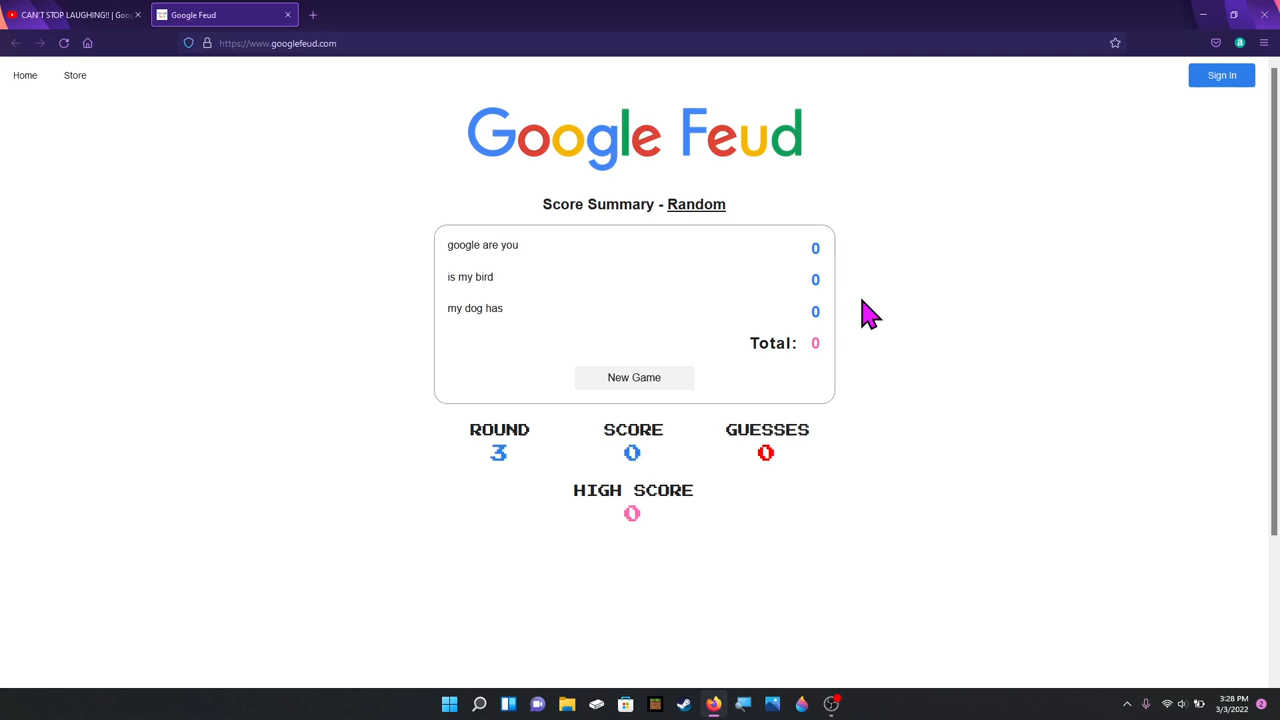 CAN'T STOP LAUGHING!! | Goo
Google Feud
https://www.googlefeud.com
Home
Store
Sign In
Google Feud
Score Summary - Random
google are you 0
is my bird 0
my dog has 0
Total: 0
New Game
ROUND SCORE GUESSES
3 0 0
HIGH SCORE
0
3:28 PM
3/3/2022
2